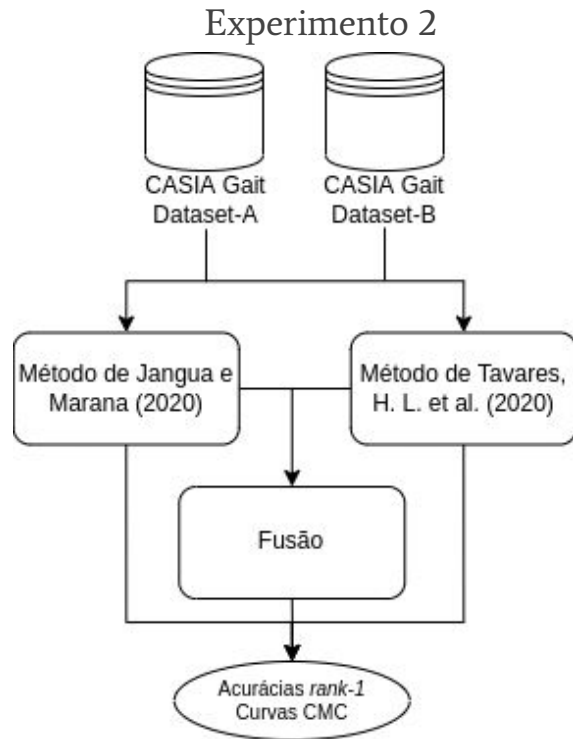 Experimento 2
CASIA Gait
Dataset-A
CASIA Gait
Dataset-B
Método de Jangua e
Marana (2020)
Método de Tavares,
H. L. et al. (2020)
Fusão
Acurácias rank-1
Curvas CMC